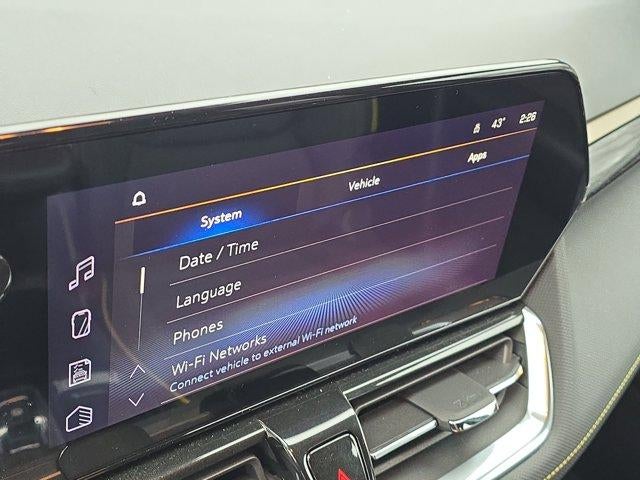 43° 2:26
System Vehicle Apps
Date / Time
Language
Phones
Wi-Fi Networks
Connect vehicle to external Wi-Fi network